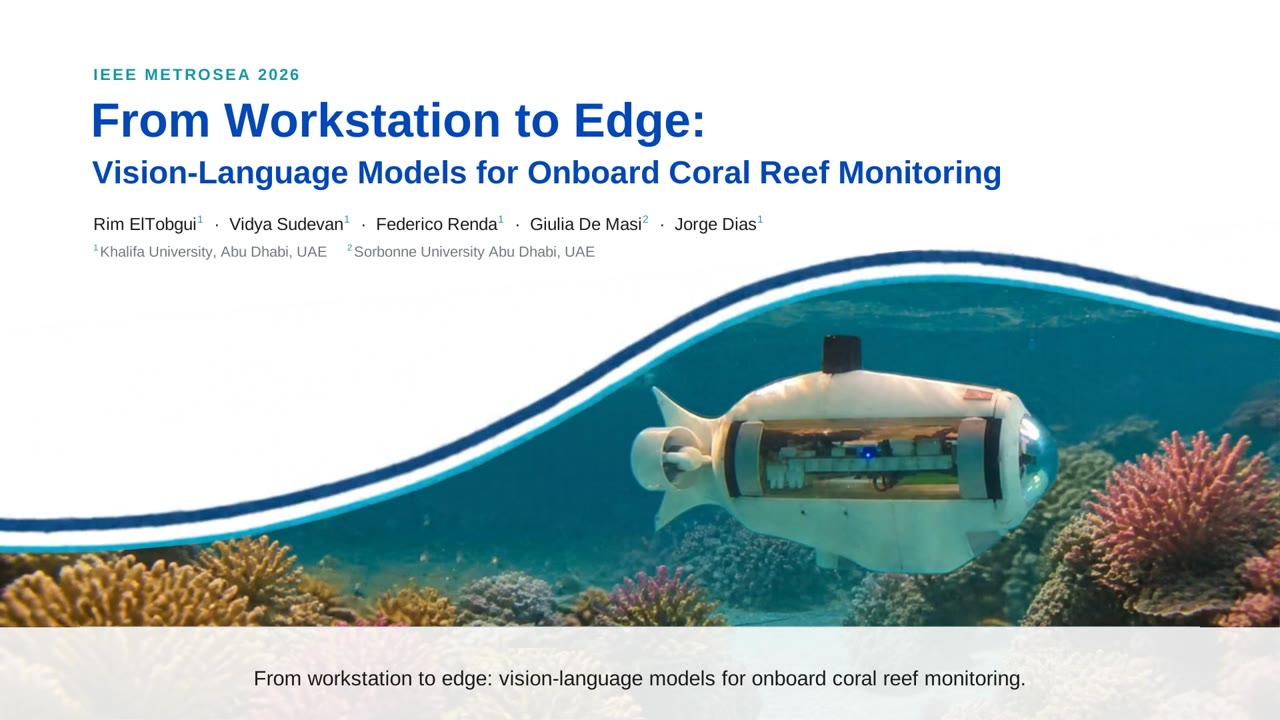 IEEE METROSEA 2026
From Workstation to Edge:
Vision-Language Models for Onboard Coral Reef Monitoring
Rim ElTobgui¹ · Vidya Sudevan¹ · Federico Renda¹ · Giulia De Masi² · Jorge Dias¹
¹Khalifa University, Abu Dhabi, UAE ²Sorbonne University Abu Dhabi, UAE
From workstation to edge: vision-language models for onboard coral reef monitoring.